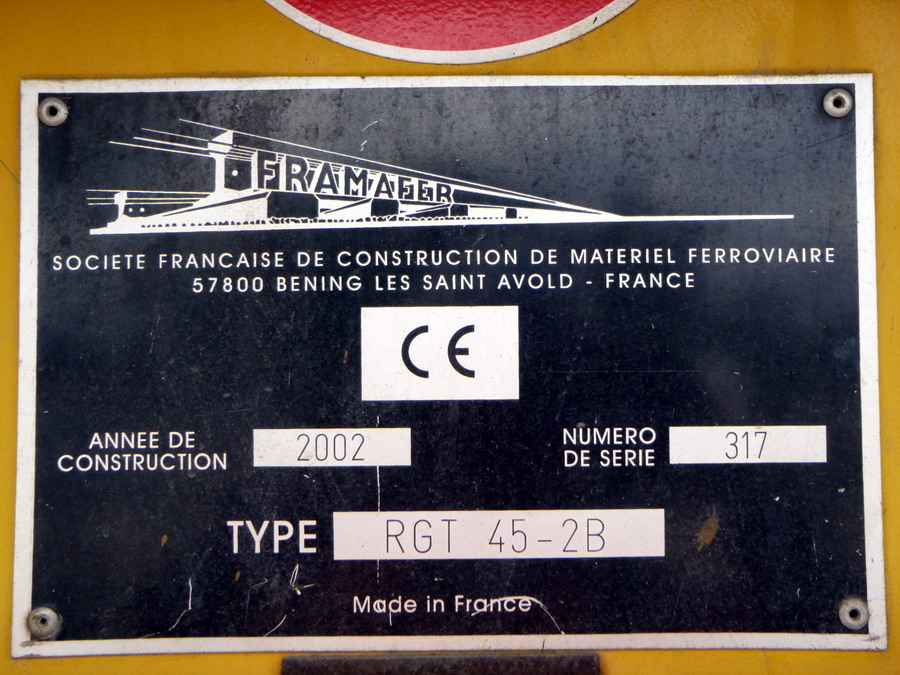 FRAMAFER
SOCIETE FRANCAISE DE CONSTRUCTION DE MATERIEL FERROVIAIRE
57800 BENING LES SAINT AVOLD - FRANCE
CE
ANNEE DE
CONSTRUCTION
2002
NUMERO
DE SERIE
317
TYPE RGT 45-2B
Made in France